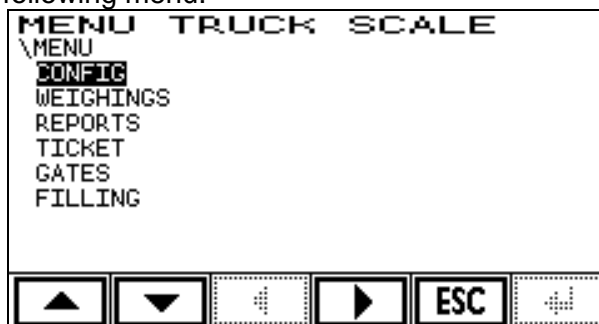 following menu:
MENU TRUCK SCALE
\MENU
CONFIG
WEIGHINGS
REPORTS
TICKET
GATES
FILLING
ESC